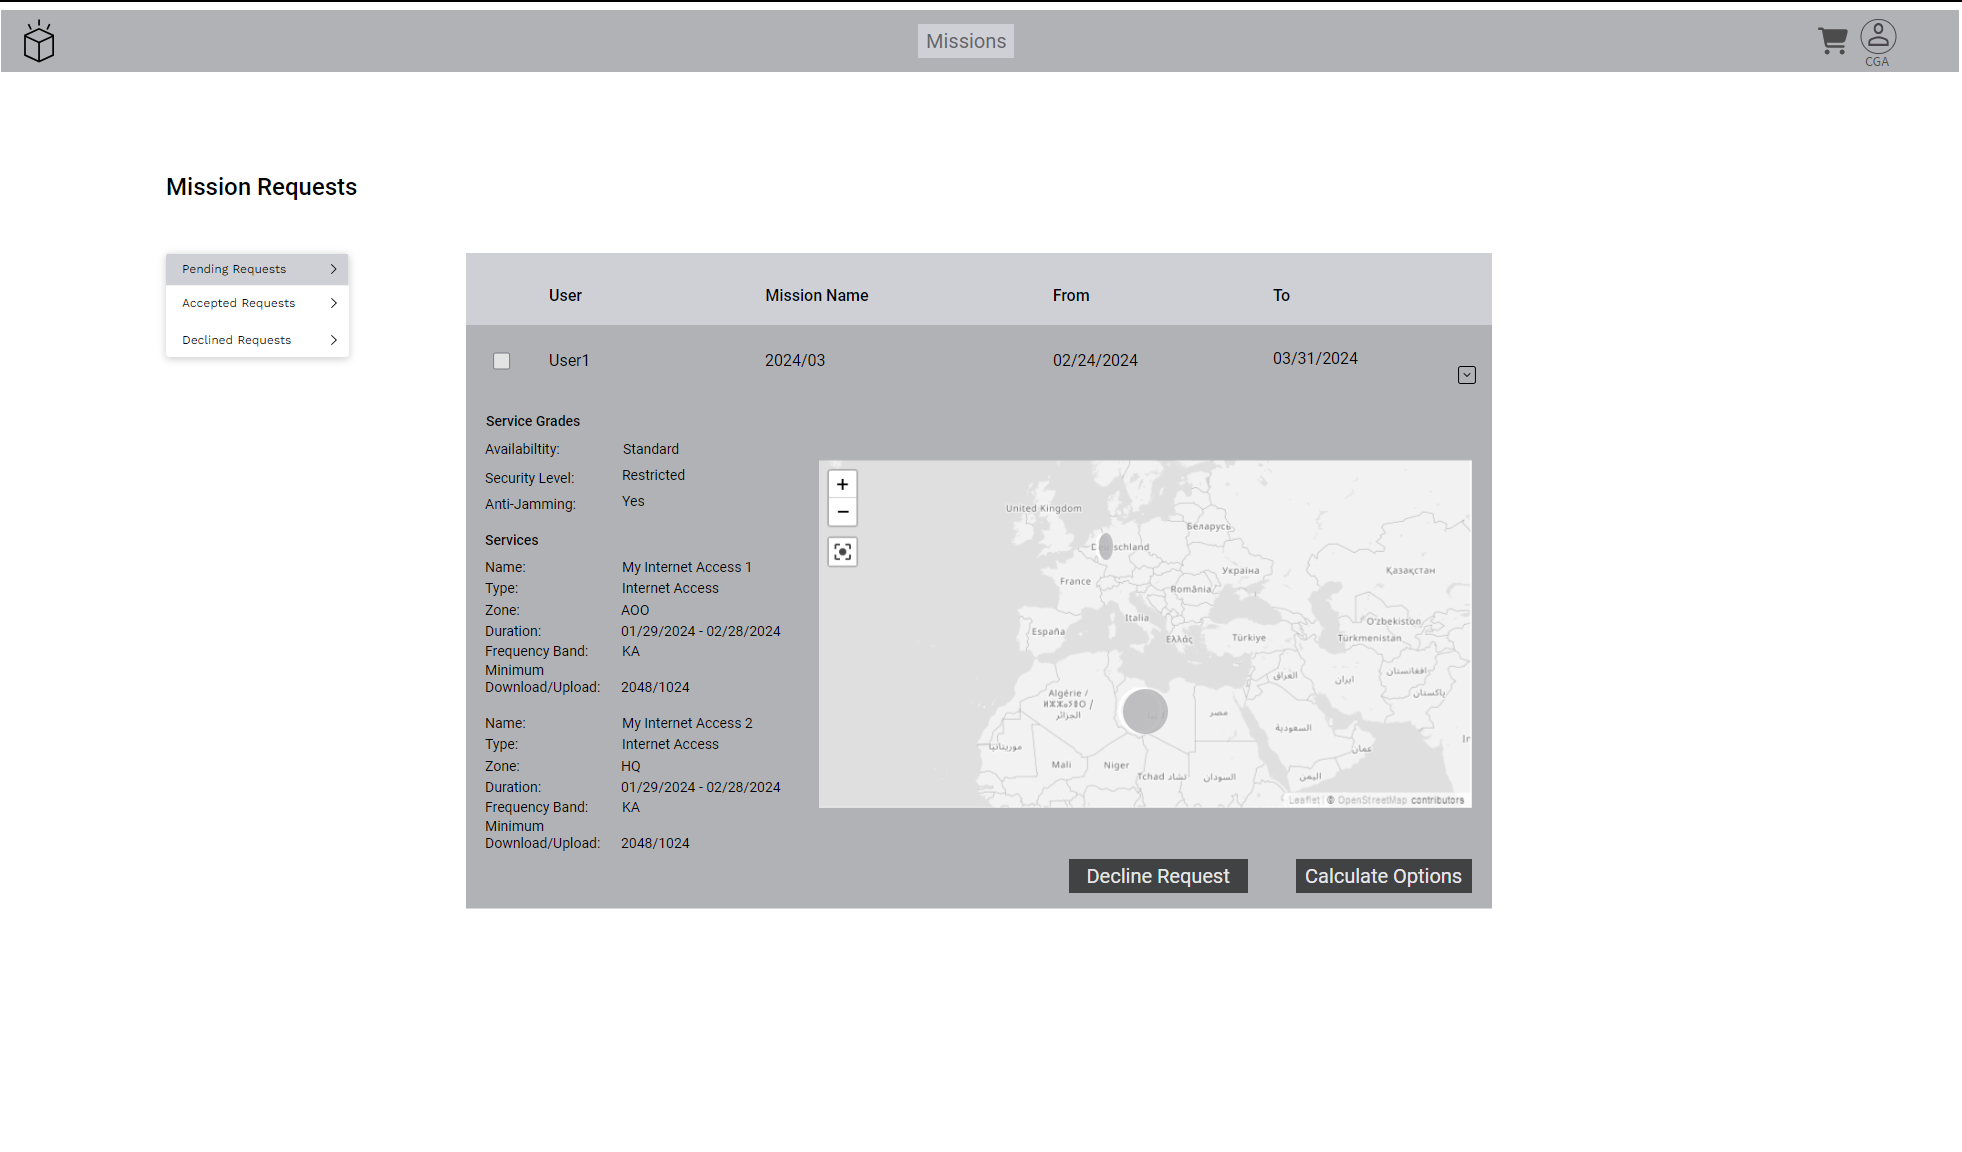 Missions
CGA
Mission Requests
Pending Requests
Accepted Requests
Declined Requests
User Mission Name From To
User1 2024/03 02/24/2024 03/31/2024
Service Grades
Availabiltity: Standard
Security Level: Restricted
Anti-Jamming: Yes
Services
Name: My Internet Access 1
Type: Internet Access
Zone: AOO
Duration: 01/29/2024 - 02/28/2024
Frequency Band: KA
Minimum
Download/Upload: 2048/1024
Name: My Internet Access 2
Type: Internet Access
Zone: HQ
Duration: 01/29/2024 - 02/28/2024
Frequency Band: KA
Minimum
Download/Upload: 2048/1024
+
−
United Kingdom
Беларусь
schland
France
Україна
Қазақстан
România
Italia
España
Ελλάς
Türkiye
O'zbekiston
Türkmenistan
العراق
ایران
افغانستان
پاکستان
Algérie /
الجزائر
مصر
السعودية
عمان
موريتانيا
Mali
Niger
Tchad تشاد
السودان
اليمن
Leaflet | © OpenStreetMap contributors
Decline Request
Calculate Options